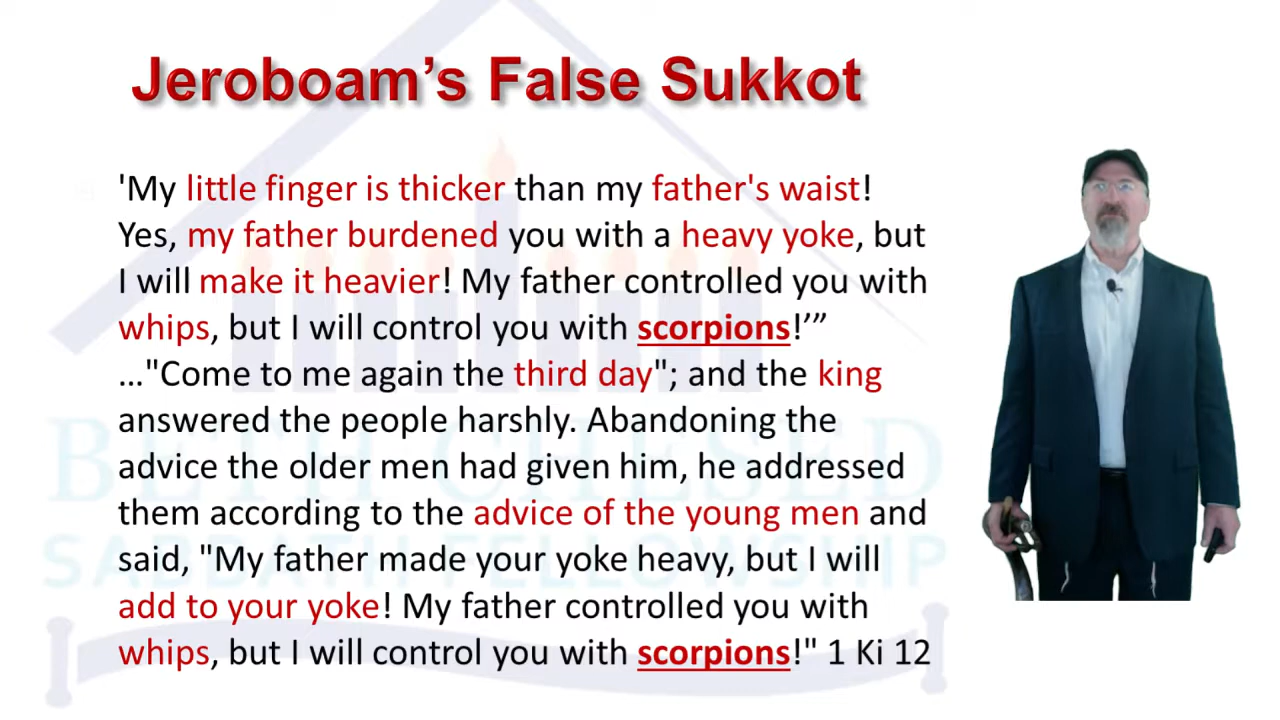 Jeroboam’s False Sukkot
'My little finger is thicker than my father's waist!
Yes, my father burdened you with a heavy yoke, but
I will make it heavier! My father controlled you with
whips, but I will control you with scorpions!’”
…"Come to me again the third day"; and the king
answered the people harshly. Abandoning the
advice the older men had given him, he addressed
them according to the advice of the young men and
said, "My father made your yoke heavy, but I will
add to your yoke! My father controlled you with
whips, but I will control you with scorpions!" 1 Ki 12
BETH CHESED
SABBATH FELLOWSHIP